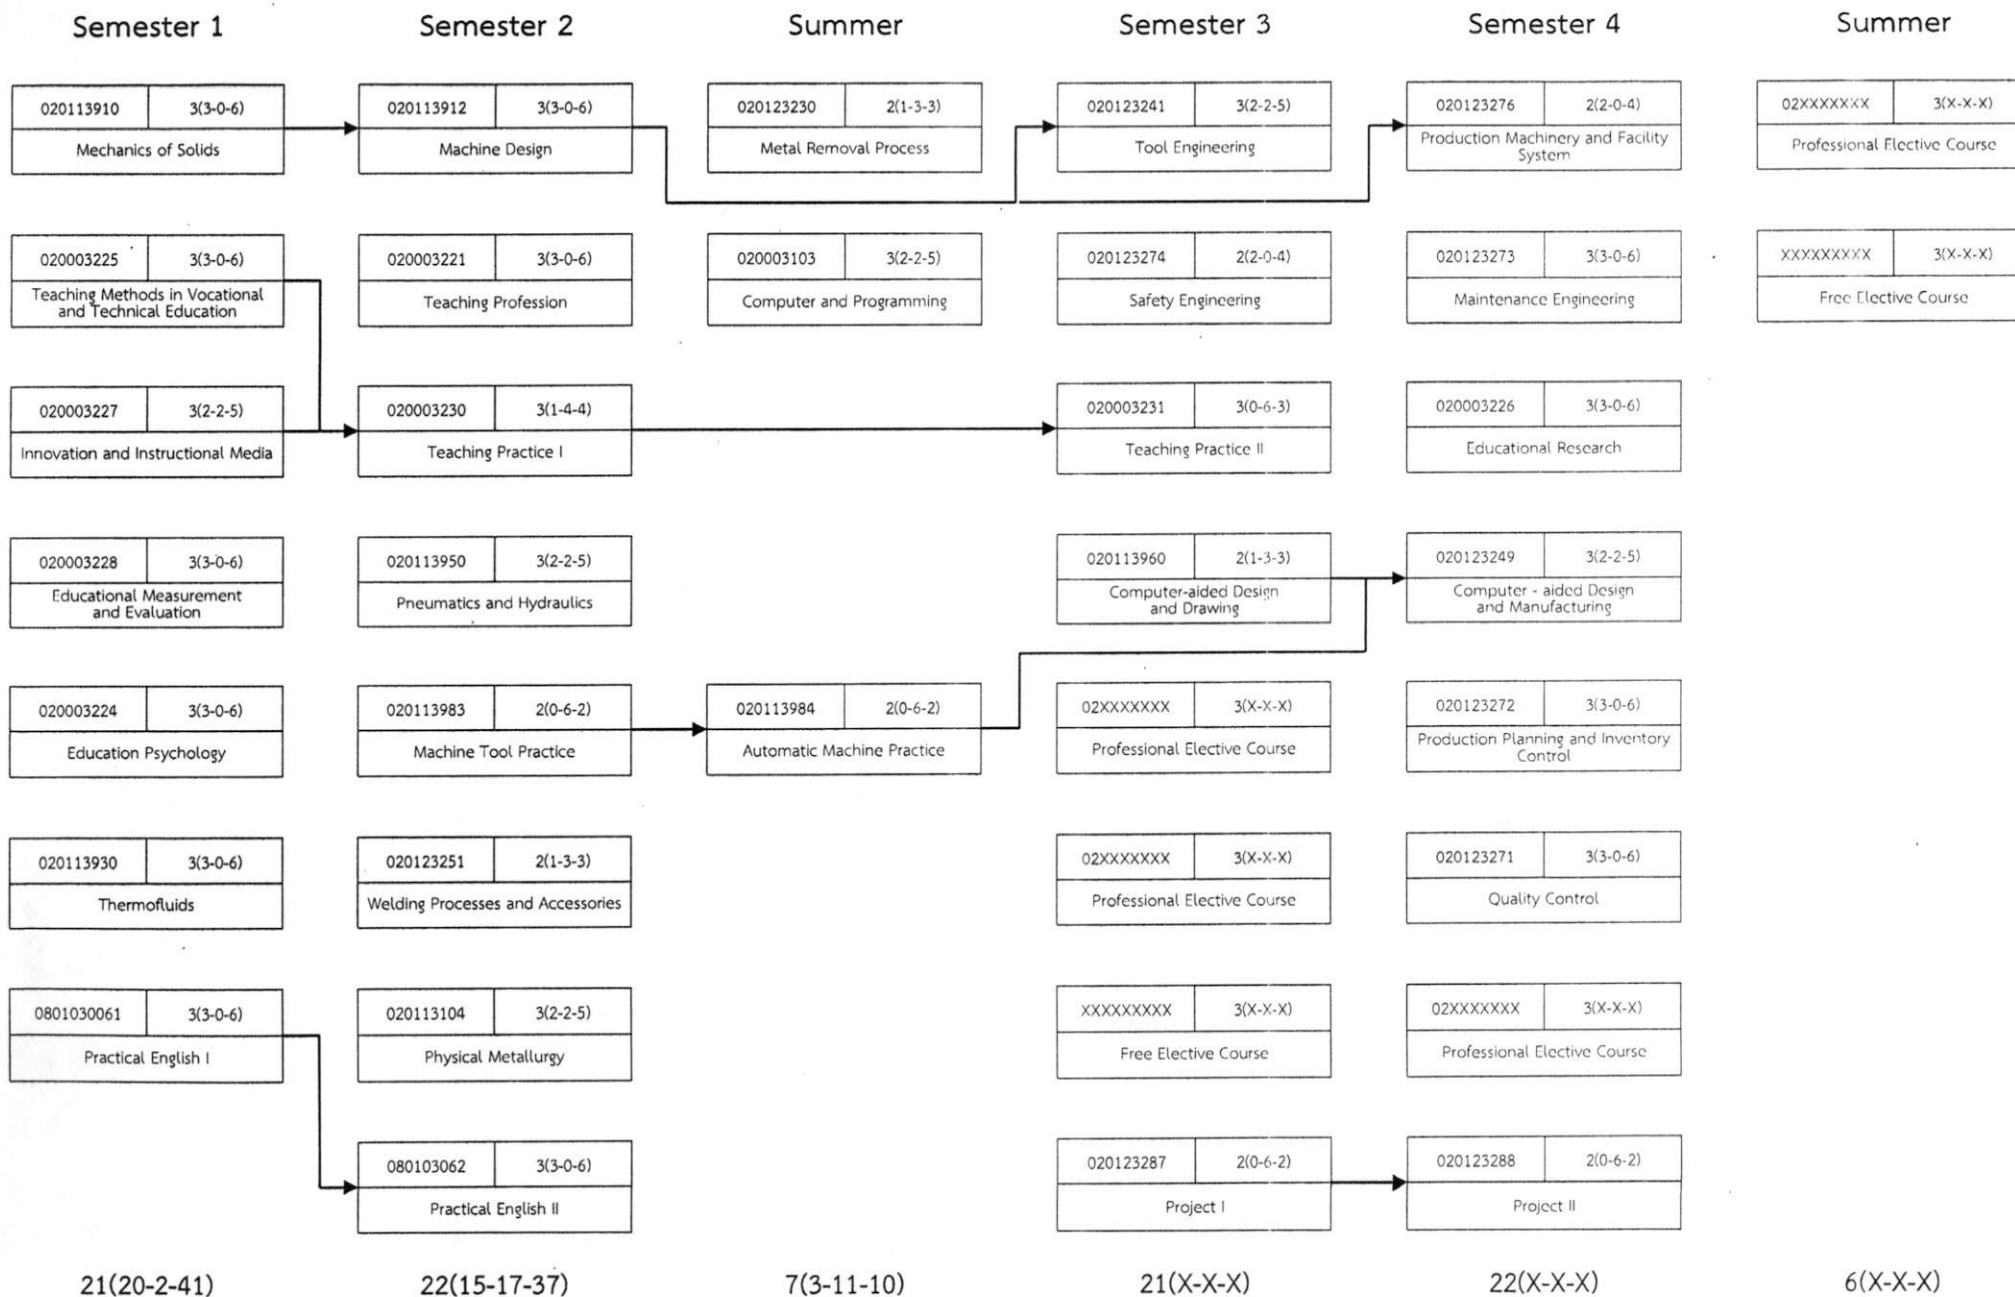 Semester 1
Semester 2
Summer
Semester 3
Semester 4
Summer
020113910 3(3-0-6)
Mechanics of Solids
020113912 3(3-0-6)
Machine Design
020123230 2(1-3-3)
Metal Removal Process
020123241 3(2-2-5)
Tool Engineering
020123276 2(2-0-4)
Production Machinery and Facility
System
02XXXXXXX 3(X-X-X)
Professional Elective Course
020003225 3(3-0-6)
Teaching Methods in Vocational
and Technical Education
020003221 3(3-0-6)
Teaching Profession
020003103 3(2-2-5)
Computer and Programming
020123274 2(2-0-4)
Safety Engineering
020123273 3(3-0-6)
Maintenance Engineering
XXXXXXXXX 3(X-X-X)
Free Elective Course
020003227 3(2-2-5)
Innovation and Instructional Media
020003230 3(1-4-4)
Teaching Practice I
020003231 3(0-6-3)
Teaching Practice II
020003226 3(3-0-6)
Educational Research
020003228 3(3-0-6)
Educational Measurement
and Evaluation
020113950 3(2-2-5)
Pneumatics and Hydraulics
020113960 2(1-3-3)
Computer-aided Design
and Drawing
020123249 3(2-2-5)
Computer - aided Design
and Manufacturing
020003224 3(3-0-6)
Education Psychology
020113983 2(0-6-2)
Machine Tool Practice
020113984 2(0-6-2)
Automatic Machine Practice
02XXXXXXX 3(X-X-X)
Professional Elective Course
020123272 3(3-0-6)
Production Planning and Inventory
Control
020113930 3(3-0-6)
Thermofluids
020123251 2(1-3-3)
Welding Processes and Accessories
02XXXXXXX 3(X-X-X)
Professional Elective Course
020123271 3(3-0-6)
Quality Control
0801030061 3(3-0-6)
Practical English I
020113104 3(2-2-5)
Physical Metallurgy
XXXXXXXXX 3(X-X-X)
Free Elective Course
02XXXXXXX 3(X-X-X)
Professional Elective Course
080103062 3(3-0-6)
Practical English II
020123287 2(0-6-2)
Project I
020123288 2(0-6-2)
Project II
21(20-2-41)
22(15-17-37)
7(3-11-10)
21(X-X-X)
22(X-X-X)
6(X-X-X)